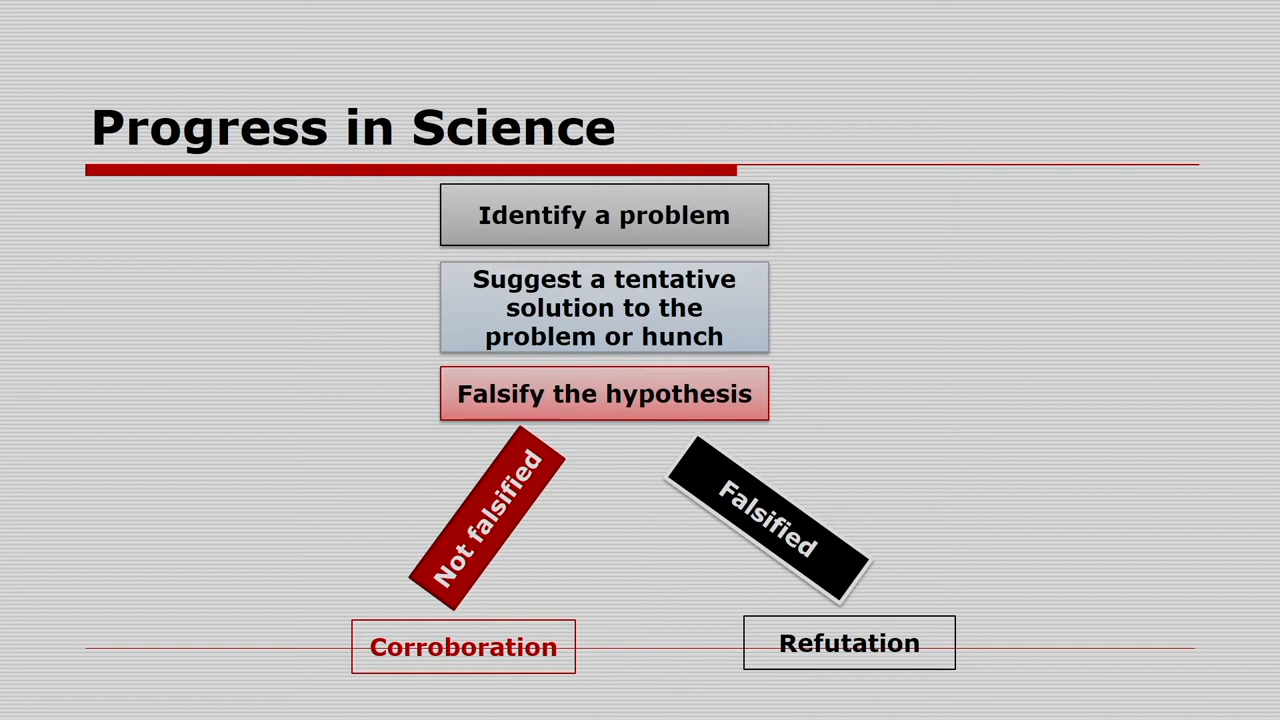 Progress in Science
Identify a problem
Suggest a tentative
solution to the
problem or hunch
Falsify the hypothesis
Not falsified
Falsified
Corroboration
Refutation